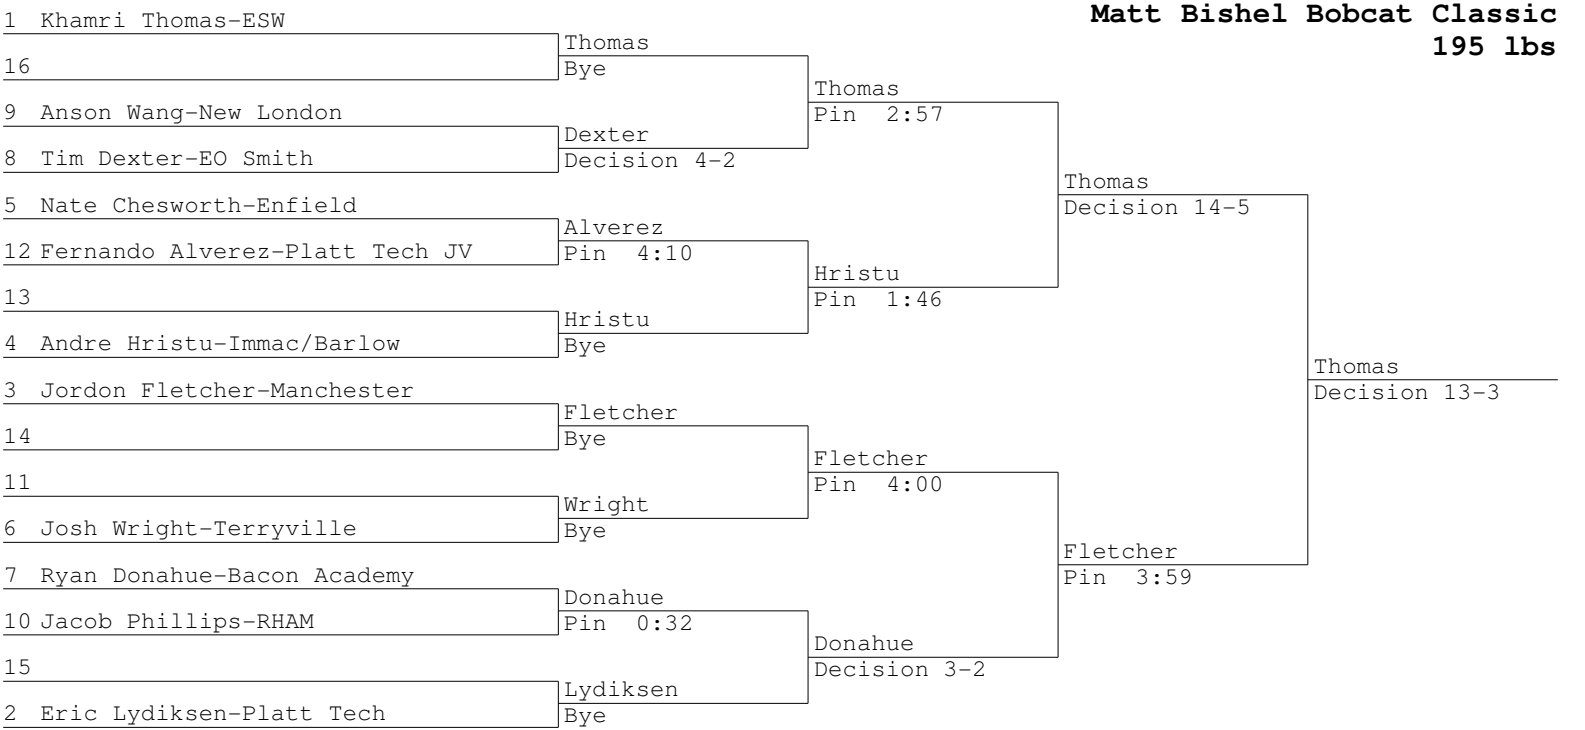 Matt Bishel Bobcat Classic
195 lbs
1 Khamri Thomas-ESW
16
9 Anson Wang-New London
8 Tim Dexter-EO Smith
5 Nate Chesworth-Enfield
12 Fernando Alverez-Platt Tech JV
13
4 Andre Hristu-Immac/Barlow
3 Jordon Fletcher-Manchester
14
11
6 Josh Wright-Terryville
7 Ryan Donahue-Bacon Academy
10 Jacob Phillips-RHAM
15
2 Eric Lydiksen-Platt Tech
Thomas
Bye
Dexter
Decision 4-2
Alverez
Pin 4:10
Hristu
Bye
Fletcher
Bye
Wright
Bye
Donahue
Pin 0:32
Lydiksen
Bye
Thomas
Pin 2:57
Hristu
Pin 1:46
Fletcher
Pin 4:00
Donahue
Decision 3-2
Thomas
Decision 14-5
Fletcher
Pin 3:59
Thomas
Decision 13-3